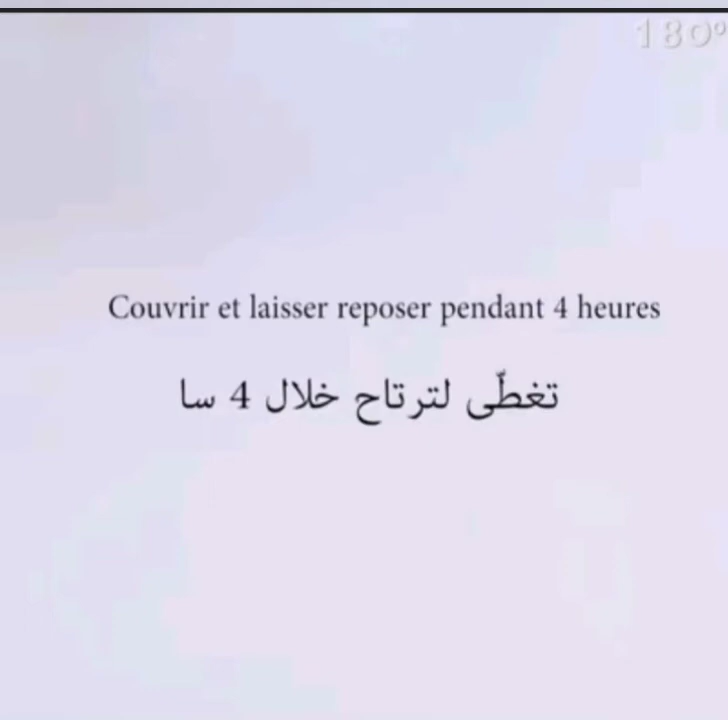 180°
Couvrir et laisser reposer pendant 4 heures
تغطّى لترتاح خلال 4 سا